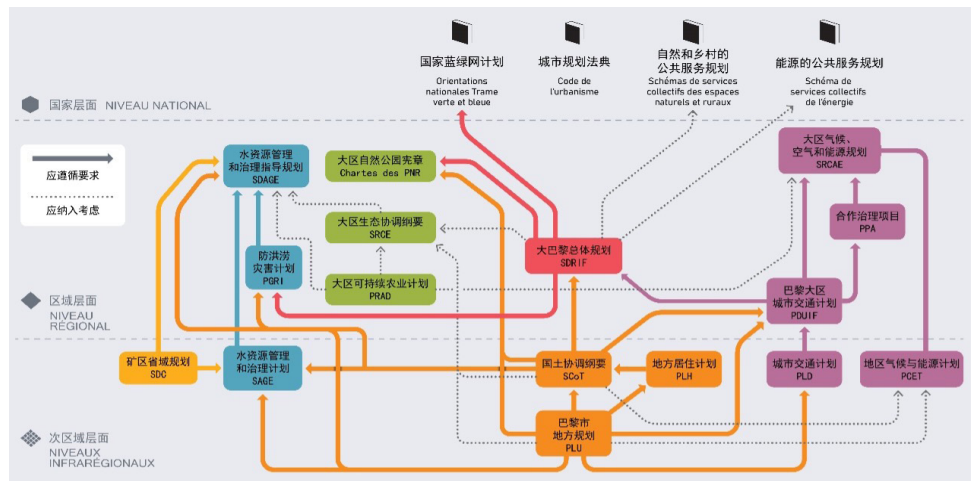 国家蓝绿网计划
Orientations
nationales Trame
verte et bleue
城市规划法典
Code de
l'urbanisme
自然和乡村的
公共服务规划
Schémas de services
collectifs des espaces
naturels et ruraux
能源的公共服务规划
Schéma de
services collectifs
de l'énergie
国家层面 NIVEAU NATIONAL
应遵循要求
应纳入考虑
水资源管理
和治理指导规划
SDAGE
大区自然公园宪章
Chartes des PNR
大区气候、
空气和能源规划
SRCAE
大区生态协调纲要
SRCE
合作治理项目
PPA
防洪涝
灾害计划
PGRI
大区可持续农业计划
PRAD
大巴黎总体规划
SDRIF
巴黎大区
城市交通计划
PDUIF
区域层面
NIVEAU
RÉGIONAL
矿区省域规划
SDC
水资源管理
和治理计划
SAGE
国土协调纲要
SCoT
地方居住计划
PLH
城市交通计划
PLD
地区气候与能源计划
PCET
巴黎市
地方规划
PLU
次区域层面
NIVEAUX
INFRARÉGIONAUX